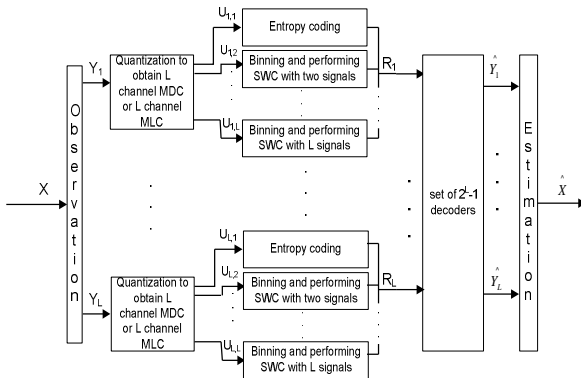 X
Observation
Y1
Quantization to
obtain L
channel MDC
or L channel
MLC
U1,1
U1,2
U1,L
Entropy coding
Binning and performing
SWC with two signals
Binning and performing
SWC with L signals
R1
YL
Quantization to
obtain L
channel MDC
or L channel
MLC
UL,1
UL,2
UL,L
Entropy coding
Binning and performing
SWC with two signals
Binning and performing
SWC with L signals
RL
set of 2^L-1
decoders
Ŷ1
ŶL
Estimation
X̂